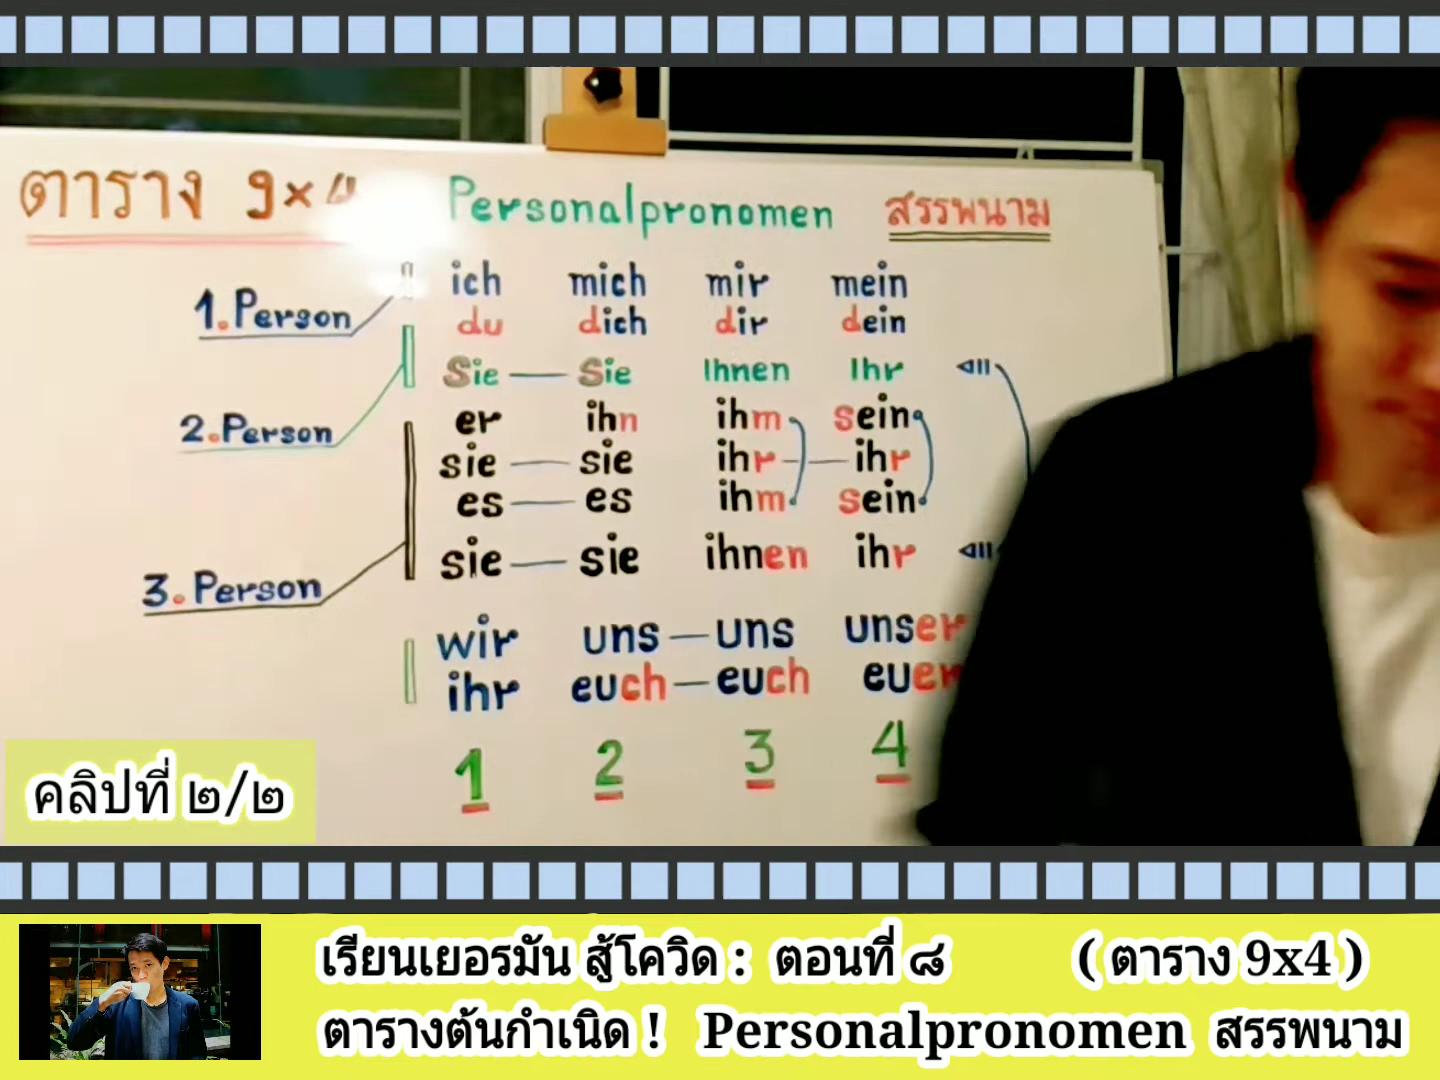 ตาราง 9×4 Personalpronomen สรรพนาม
1.Person
2.Person
3.Person
ich mich mir mein
du dich dir dein
Sie — Sie Ihnen Ihr
er ihn ihm sein
sie — sie ihr — ihr
es — es ihm sein
sie — sie ihnen ihr
wir uns — uns unser
ihr euch — euch euer
1 2 3 4
คลิปที่ ๒/๒
เรียนเยอรมัน สู้โควิด : ตอนที่ ๘ ( ตาราง 9x4 )
ตารางต้นกำเนิด ! Personalpronomen สรรพนาม